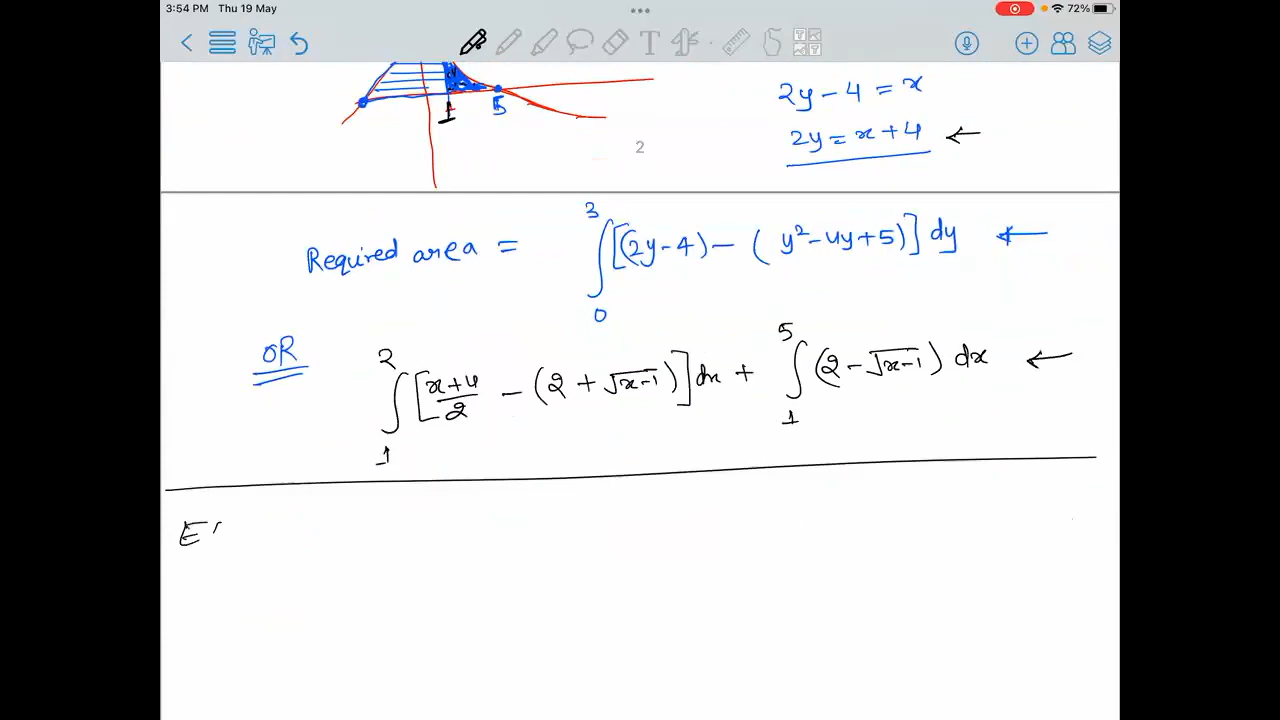 3:54 PM Thu 19 May
72%
T
1 5
2y - 4 = x
2y = x + 4 ←
2
Required area = ∫₀³ [(2y - 4) - (y² - 4y + 5)] dy ←
OR
∫₁² [(x+4)/2 - (2 + √(x-1))] dx + ∫₁⁵ (2 - √(x-1)) dx ←